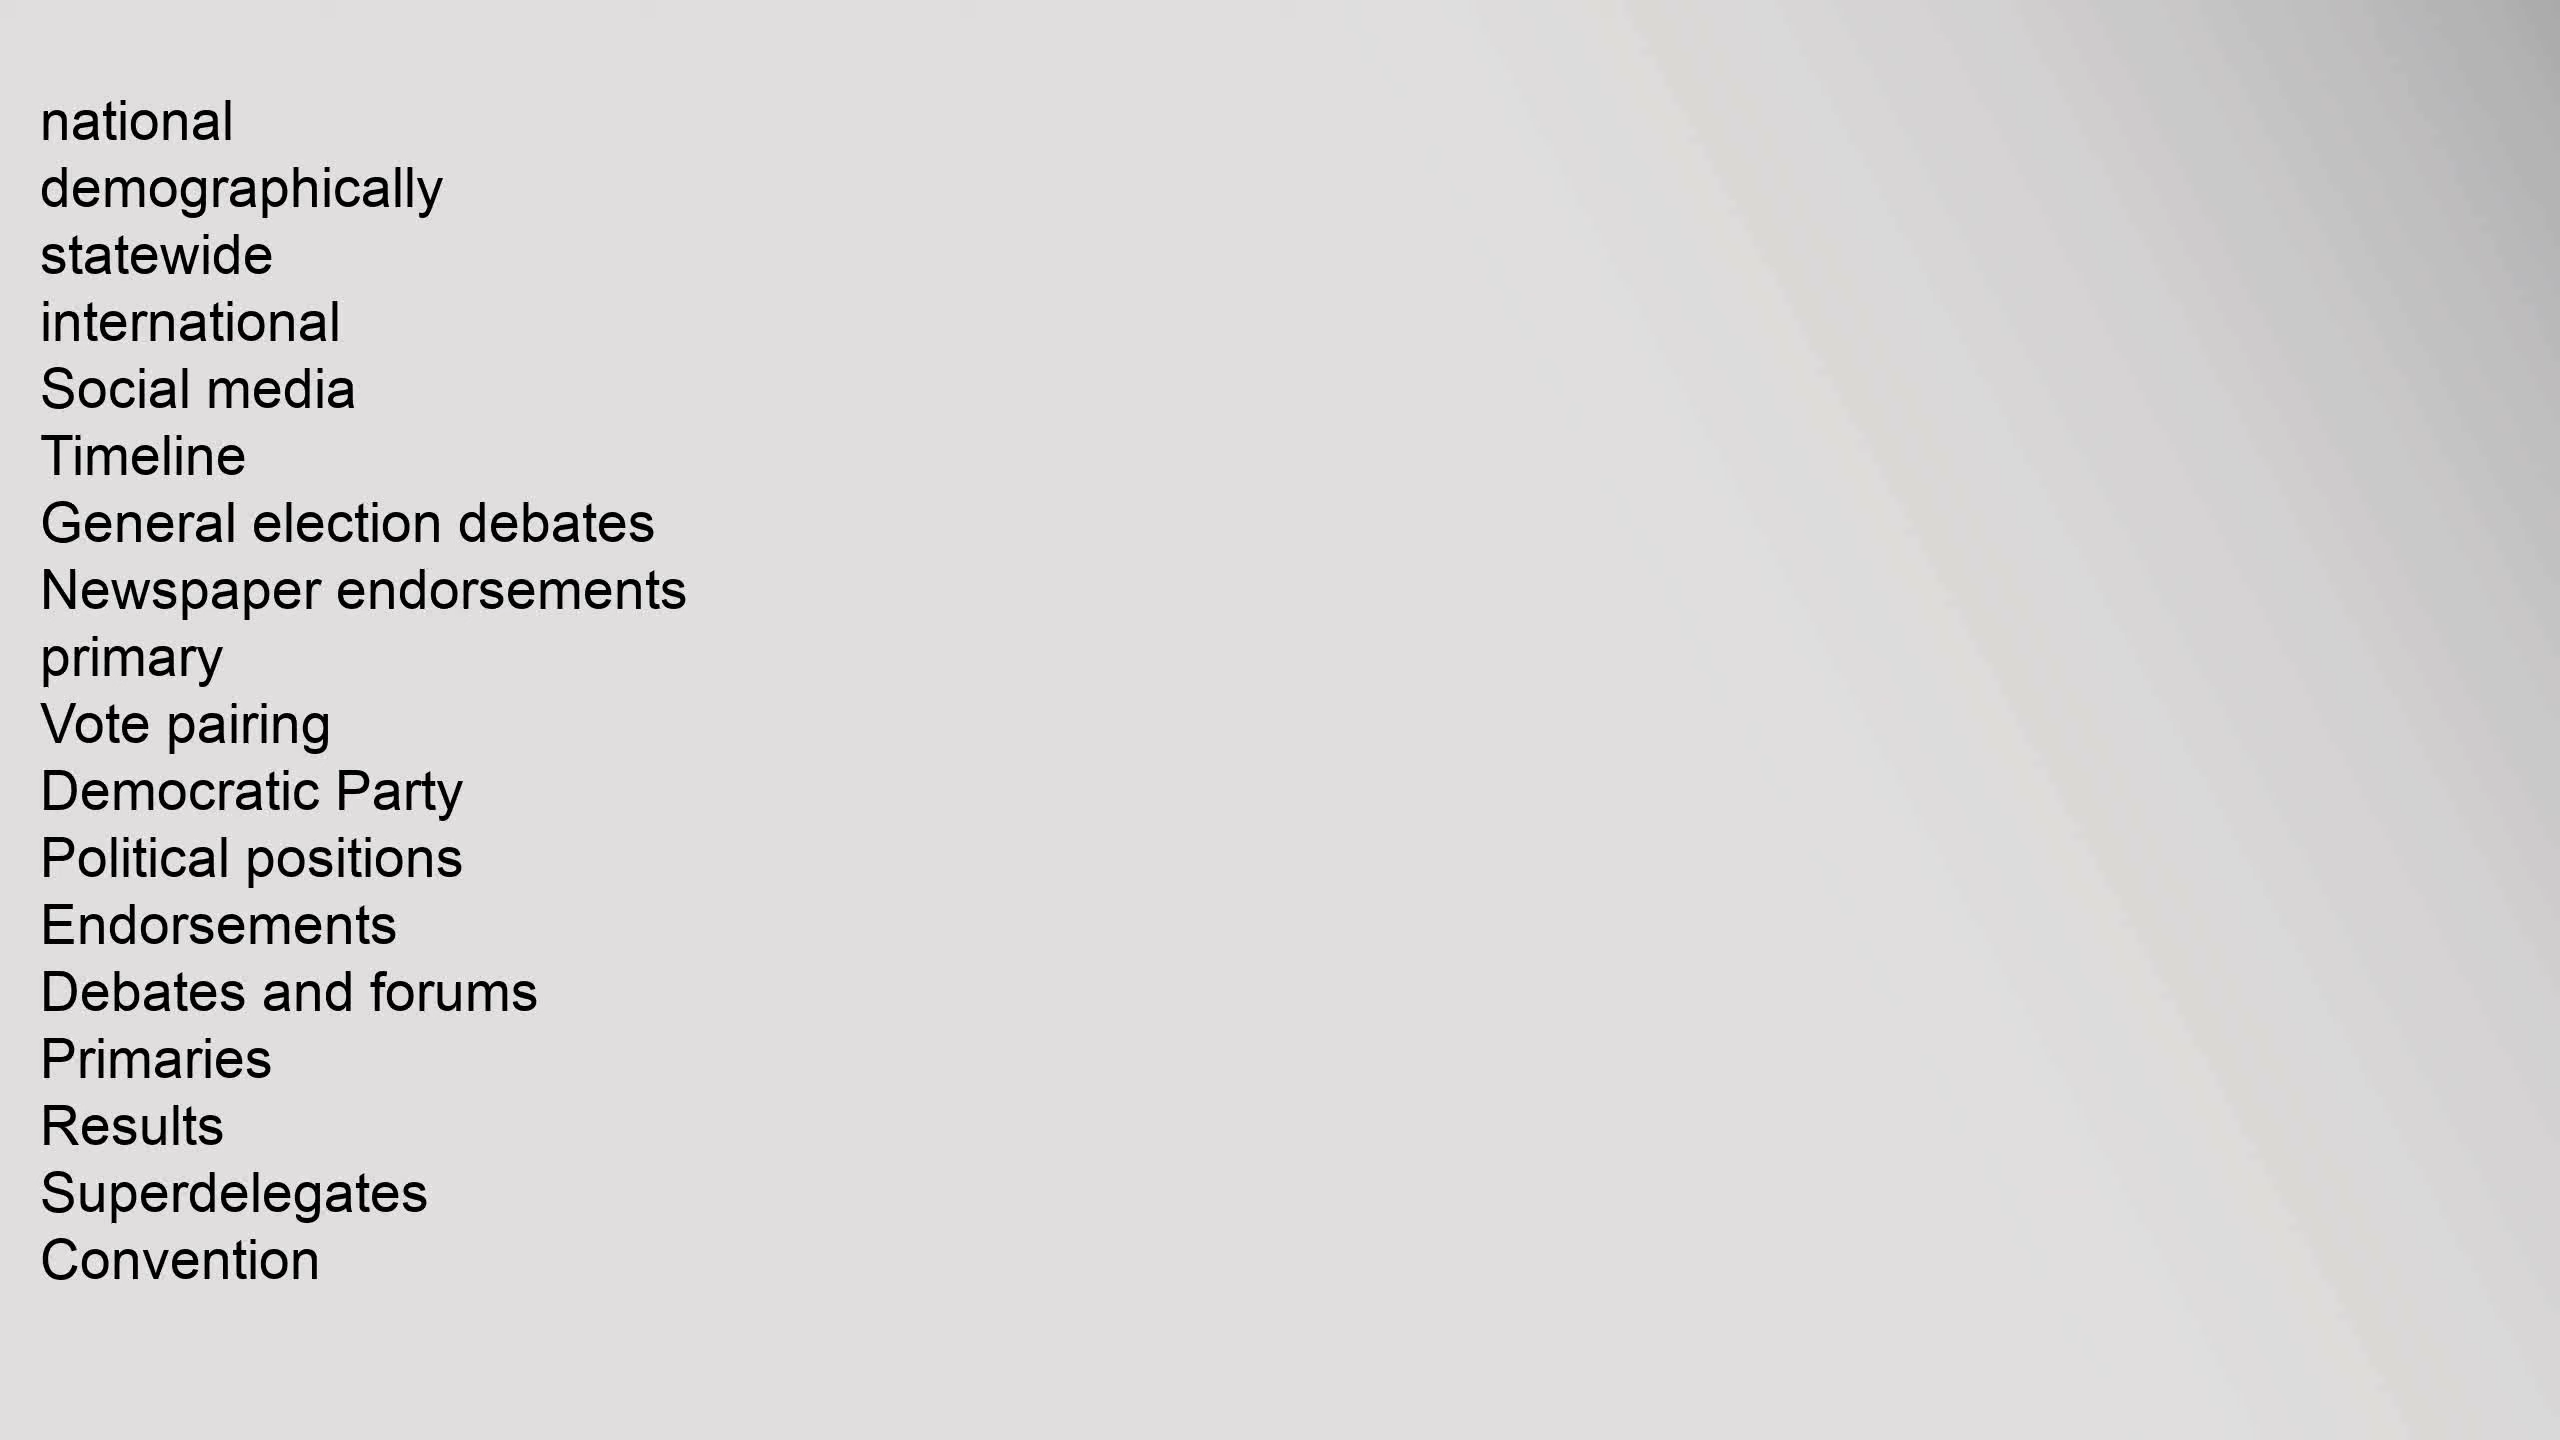 national
demographically
statewide
international
Social media
Timeline
General election debates
Newspaper endorsements
primary
Vote pairing
Democratic Party
Political positions
Endorsements
Debates and forums
Primaries
Results
Superdelegates
Convention